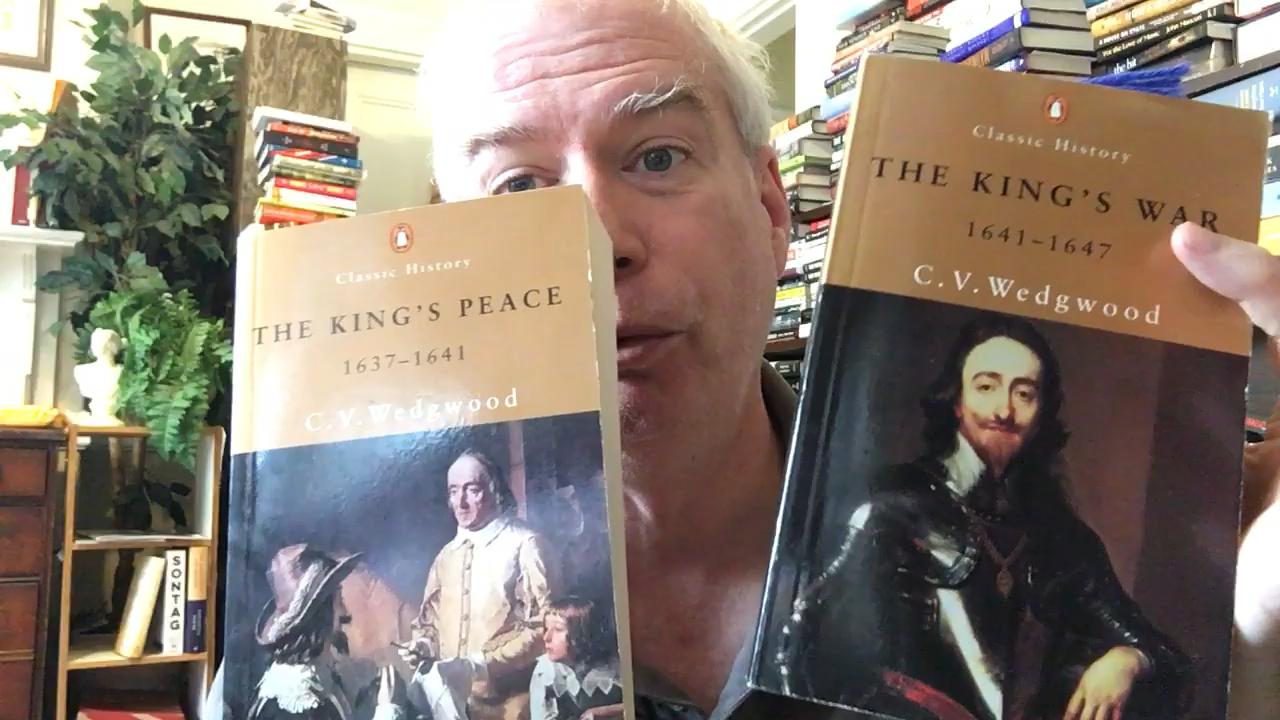 Classic History
THE KING'S PEACE
1637–1641
C.V.Wedgwood
Classic History
THE KING'S WAR
1641–1647
C.V.Wedgwood
SONTAG